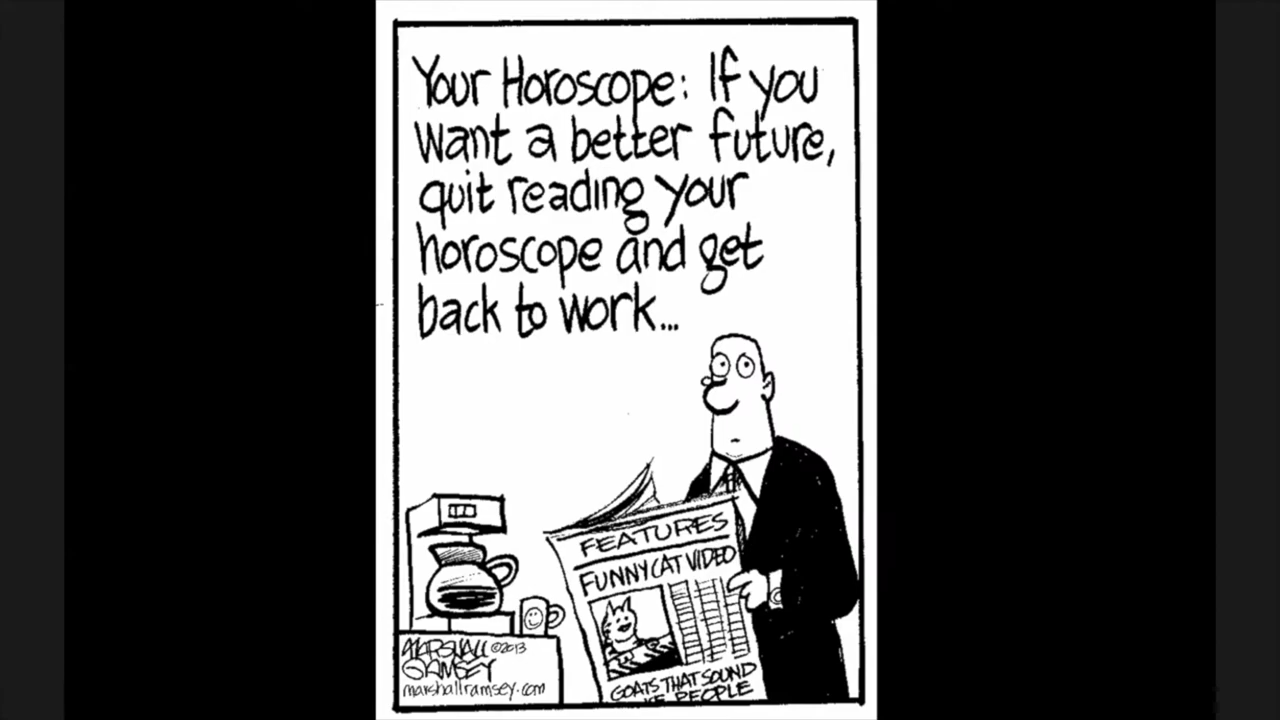 Your Horoscope: If you
want a better future,
quit reading your
horoscope and get
back to work...
FEATURES
FUNNY CAT VIDEO
GOATS THAT SOUND
PEOPLE
MARSHALL ©2013
RAMSEY
marshallramsey.com